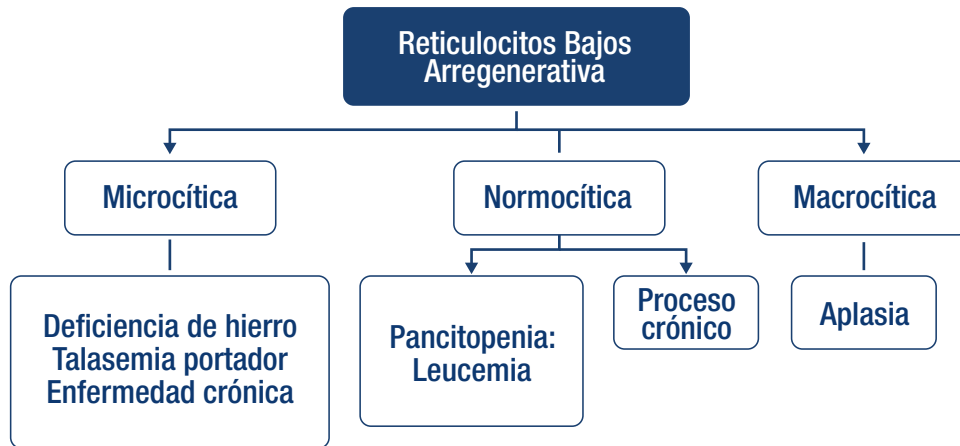 Reticulocitos Bajos
Arregenerativa
Microcítica
Normocítica
Macrocítica
Deficiencia de hierro
Talasemia portador
Enfermedad crónica
Pancitopenia:
Leucemia
Proceso
crónico
Aplasia